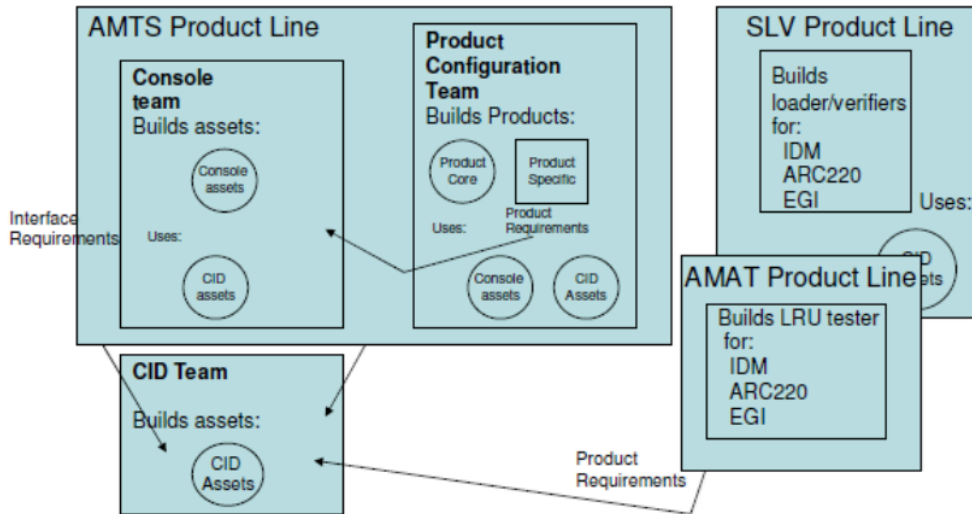 AMTS Product Line
Console
team
Builds assets:
Console
assets
Uses:
CID
assets
Product
Configuration
Team
Builds Products:
Product
Core
Product
Specific
Uses:
Product
Requirements
Console
assets
CID
Assets
Interface
Requirements
SLV Product Line
Builds
loader/verifiers
for:
IDM
ARC220
EGI
Uses:
CID
ets
AMAT Product Line
Builds LRU tester
for:
IDM
ARC220
EGI
CID Team
Builds assets:
CID
Assets
Product
Requirements